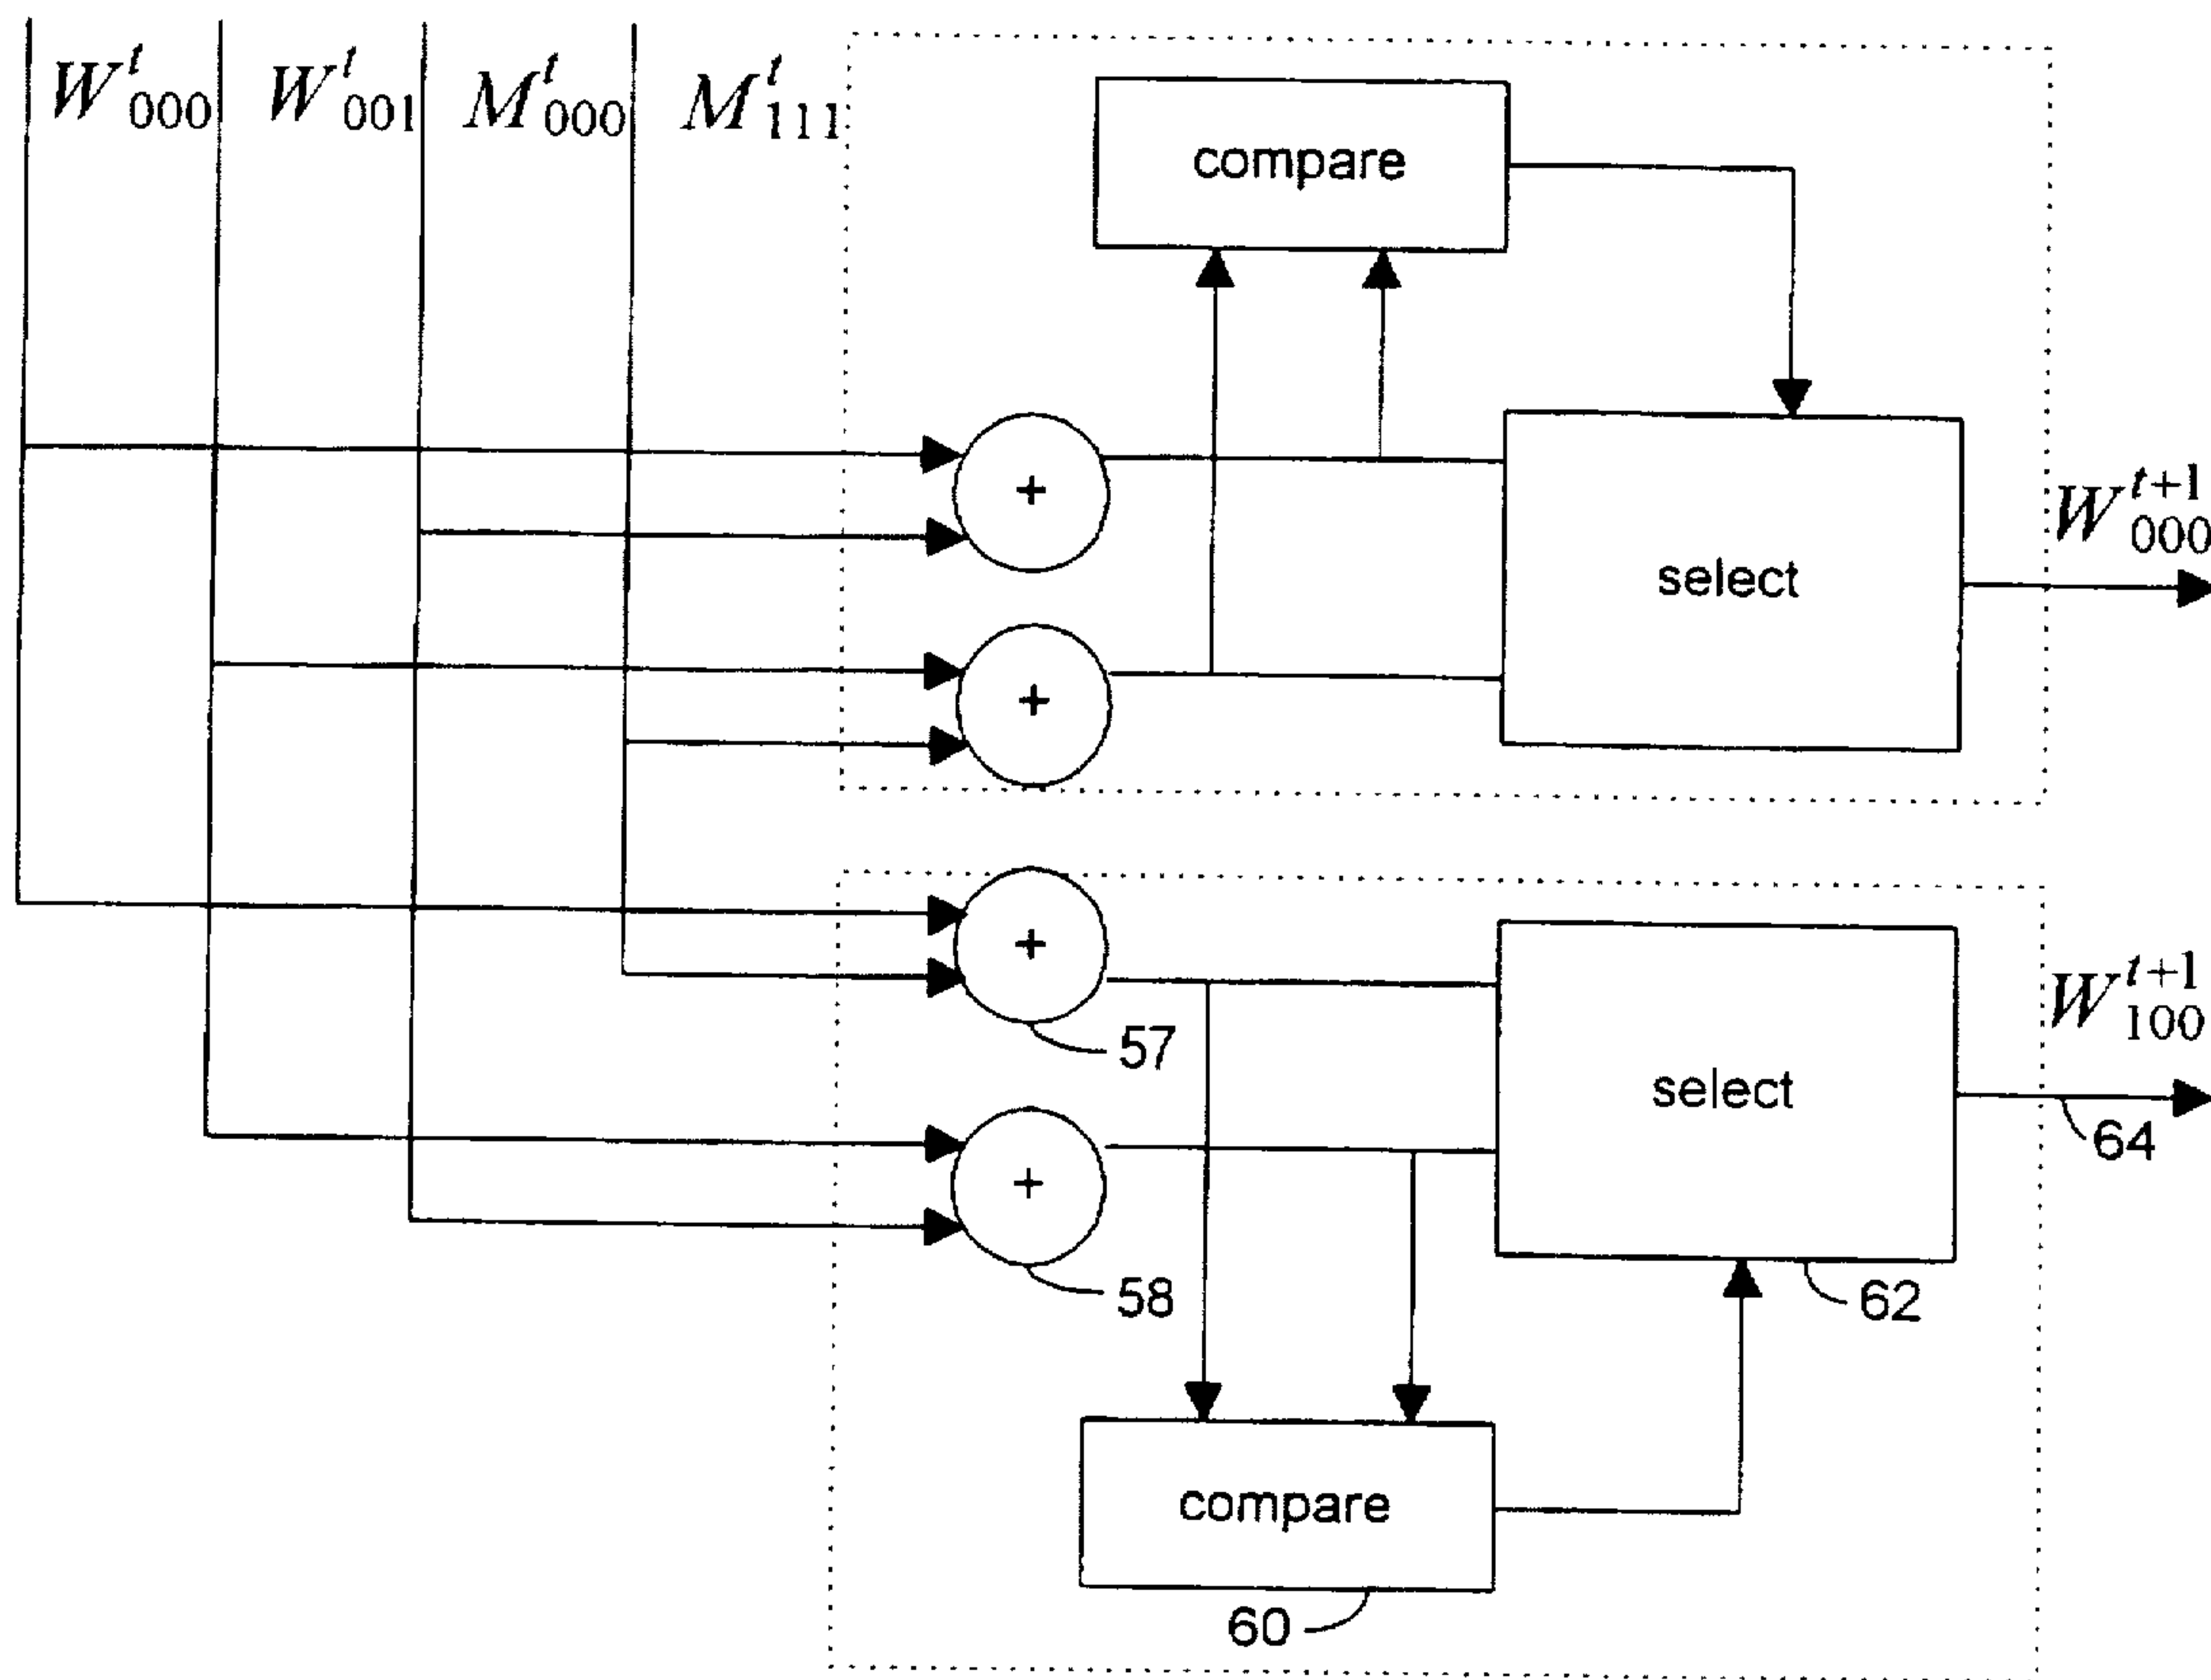 W^t_000 W^t_001 M^t_000 M^t_111
compare
+
select
W^{t+1}_000
+
+
57
select
W^{t+1}_100
64
+
58
62
compare
60